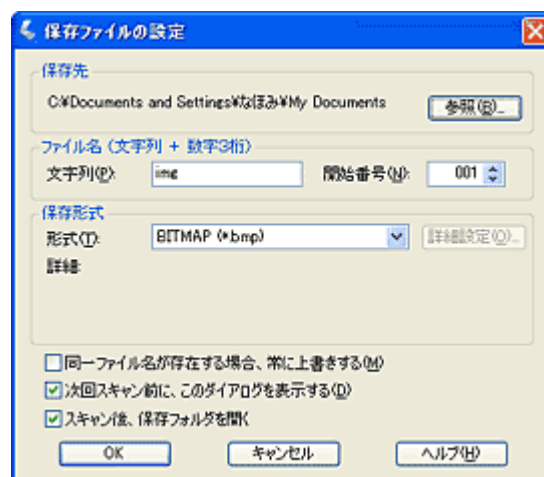 保存ファイルの設定
保存先
C:¥Documents and Settings¥なほみ¥My Documents
参照(B)...
ファイル名 (文字列 + 数字3桁)
文字列(P):
img
開始番号(N):
001
保存形式
形式(T):
BITMAP (*.bmp)
詳細設定(O)...
詳細:
同一ファイル名が存在する場合、常に上書きする(M)
次回スキャン前に、このダイアログを表示する(D)
スキャン後、保存フォルダを開く
OK
キャンセル
ヘルプ(H)